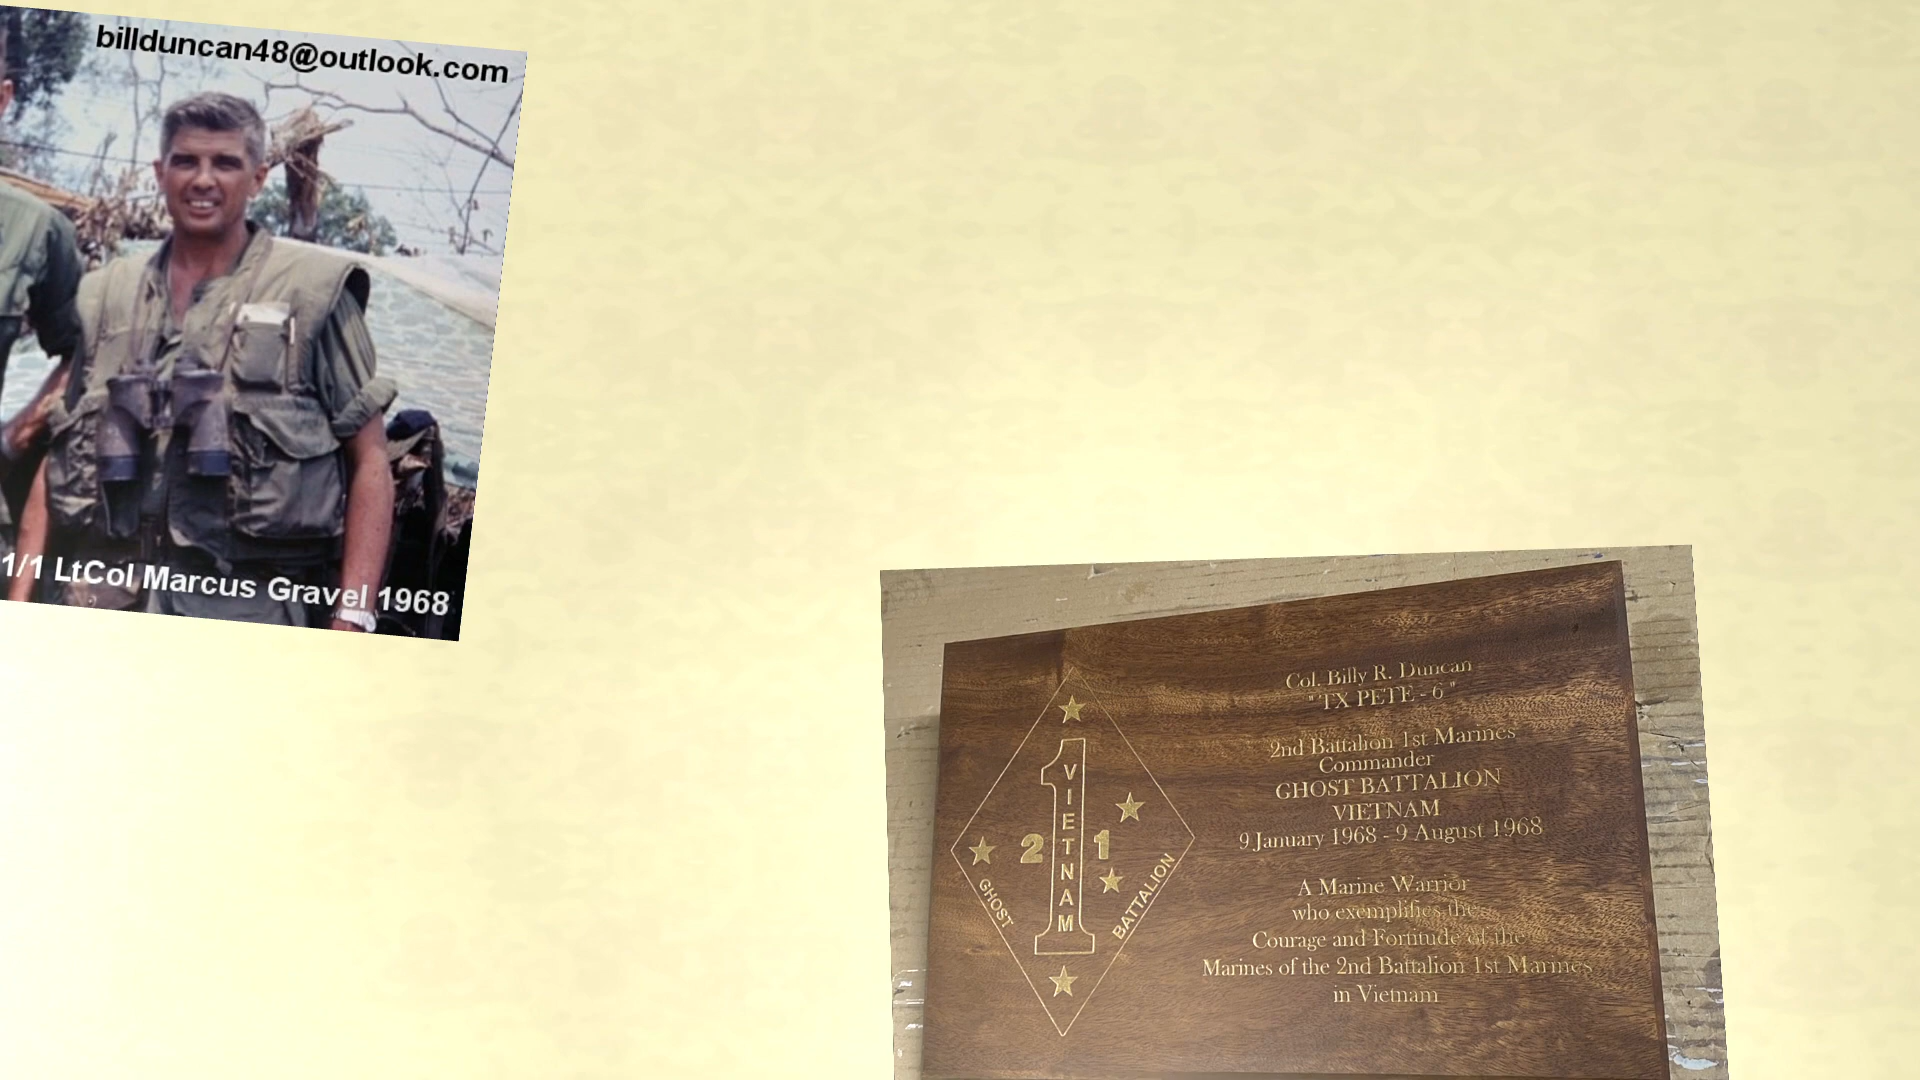 billduncan48@outlook.com
1/1 LtCol Marcus Gravel 1968
Col. Billy R. Duncan
"TX PETE - 6"
2nd Battalion 1st Marines
Commander
GHOST BATTALION
VIETNAM
9 January 1968 - 9 August 1968
A Marine Warrior
who exemplifies the
Courage and Fortitude of the
Marines of the 2nd Battalion 1st Marines
in Vietnam
VIETNAM
2 1
GHOST BATTALION